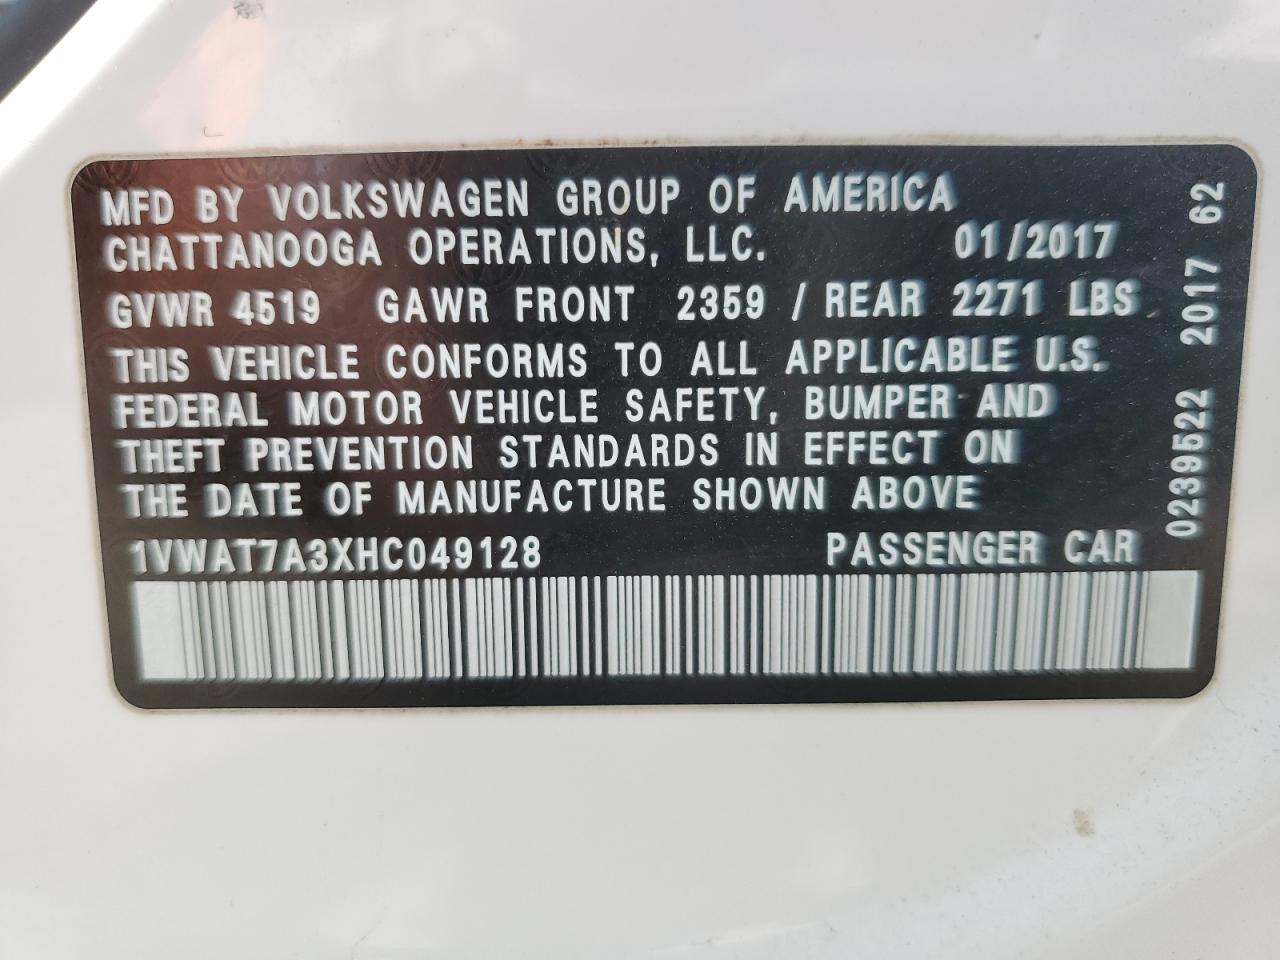 MFD BY VOLKSWAGEN GROUP OF AMERICA
CHATTANOOGA OPERATIONS, LLC. 01/2017
GVWR 4519 GAWR FRONT 2359 / REAR 2271 LBS
THIS VEHICLE CONFORMS TO ALL APPLICABLE U.S.
FEDERAL MOTOR VEHICLE SAFETY, BUMPER AND
THEFT PREVENTION STANDARDS IN EFFECT ON
THE DATE OF MANUFACTURE SHOWN ABOVE
1VWAT7A3XHC049128 PASSENGER CAR
0239522 2017 62